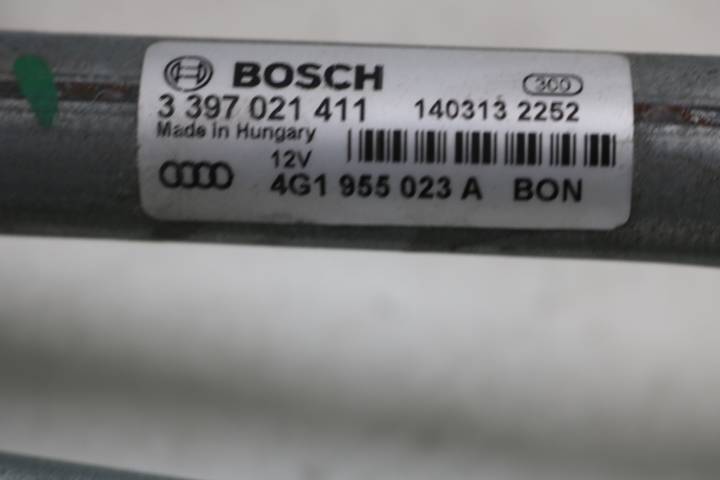 BOSCH 300
3 397 021 411 140313 2252
Made in Hungary
12V
4G1 955 023 A BON